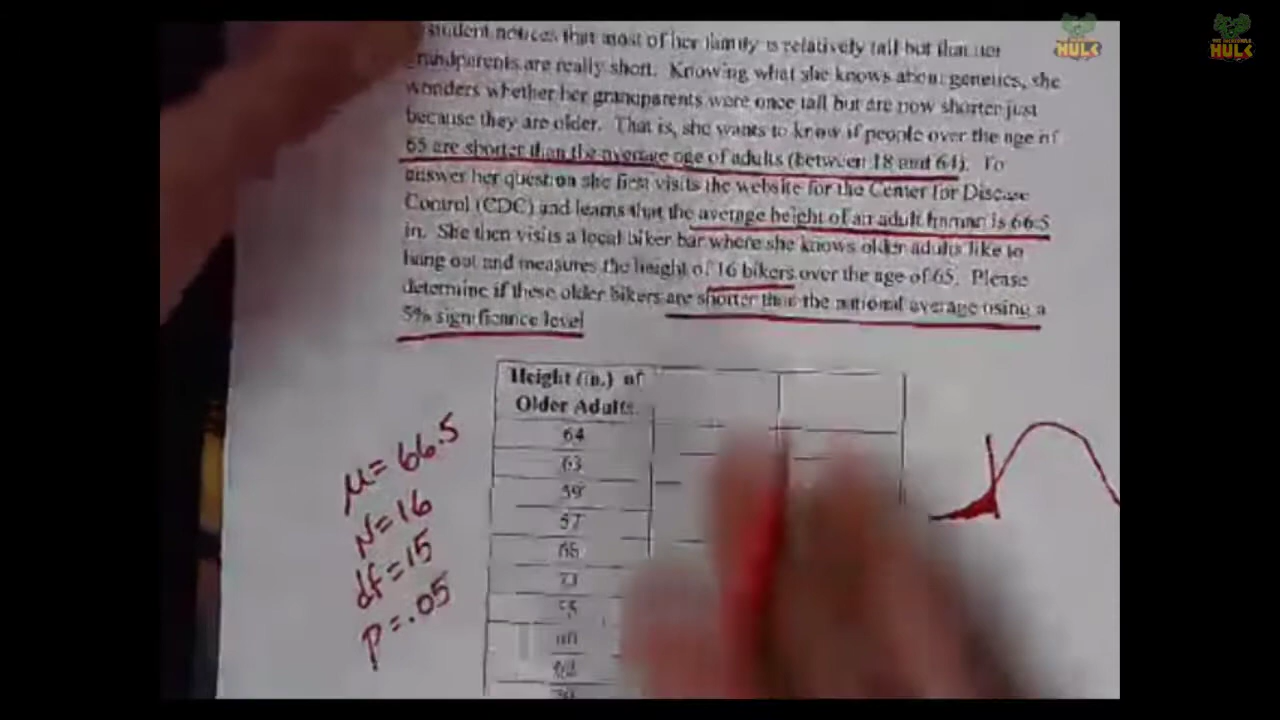 student notices that most of her family is relatively tall but that her
grandparents are really short. Knowing what she knows about genetics, she
wonders whether her grandparents were once tall but are now shorter just
because they are older. That is, she wants to know if people over the age of
65 are shorter than the average age of adults (between 18 and 64). To
answer her question she first visits the website for the Center for Disease
Control (CDC) and learns that the average height of an adult human is 66.5
in. She then visits a local biker bar where she knows older adults like to
hang out and measures the height of 16 bikers over the age of 65. Please
determine if these older bikers are shorter than the national average using a
5% significance level
Height (in.) of
Older Adults
64
63
59
57
66
55
μ = 66.5
N = 16
df = 15
p = .05
HULK
HULK